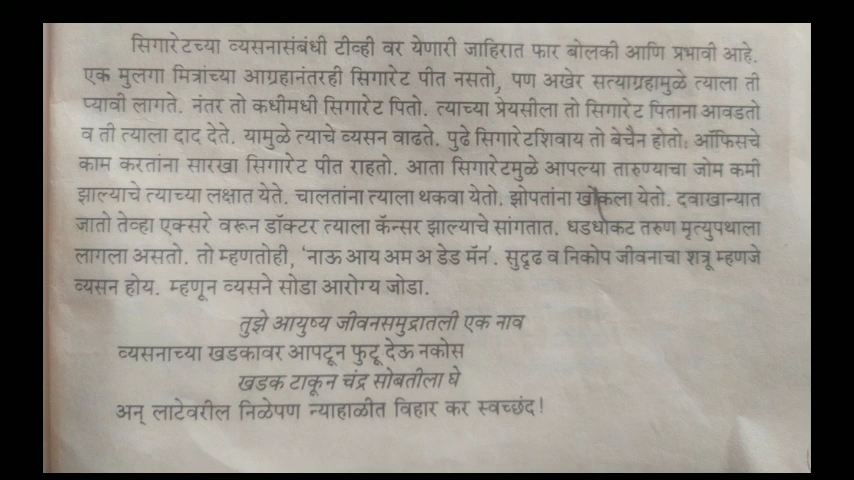 सिगारेटच्या व्यसनासंबंधी टीव्ही वर येणारी जाहिरात फार बोलकी आणि प्रभावी आहे.
एक मुलगा मित्रांच्या आग्रहानंतरही सिगारेट पीत नसतो, पण अखेर सत्याग्रहामुळे त्याला ती
प्यावी लागते. नंतर तो कधीमधी सिगारेट पितो. त्याच्या प्रेयसीला तो सिगारेट पिताना आवडतो
व ती त्याला दाद देते. यामुळे त्याचे व्यसन वाढते. पुढे सिगारेटशिवाय तो बेचैन होतो. ऑफिसचे
काम करतांना सारखा सिगारेट पीत राहतो. आता सिगारेटमुळे आपल्या तारुण्याचा जोम कमी
झाल्याचे त्याच्या लक्षात येते. चालतांना त्याला थकवा येतो. झोपतांना खोकला येतो. दवाखान्यात
जातो तेव्हा एक्सरे वरून डॉक्टर त्याला कॅन्सर झाल्याचे सांगतात. धडधोकट तरुण मृत्युपथाला
लागला असतो. तो म्हणतोही, 'नाऊ आय अम अ डेड मॅन'. सुदृढ व निकोप जीवनाचा शत्रू म्हणजे
व्यसन होय. म्हणून व्यसने सोडा आरोग्य जोडा.
तुझे आयुष्य जीवनसमुद्रातली एक नाव
व्यसनाच्या खडकावर आपटून फुटू देऊ नकोस
खडक टाकून चंद्र सोबतीला घे
अन् लाटेवरील निळेपण न्याहाळीत विहार कर स्वच्छंद!